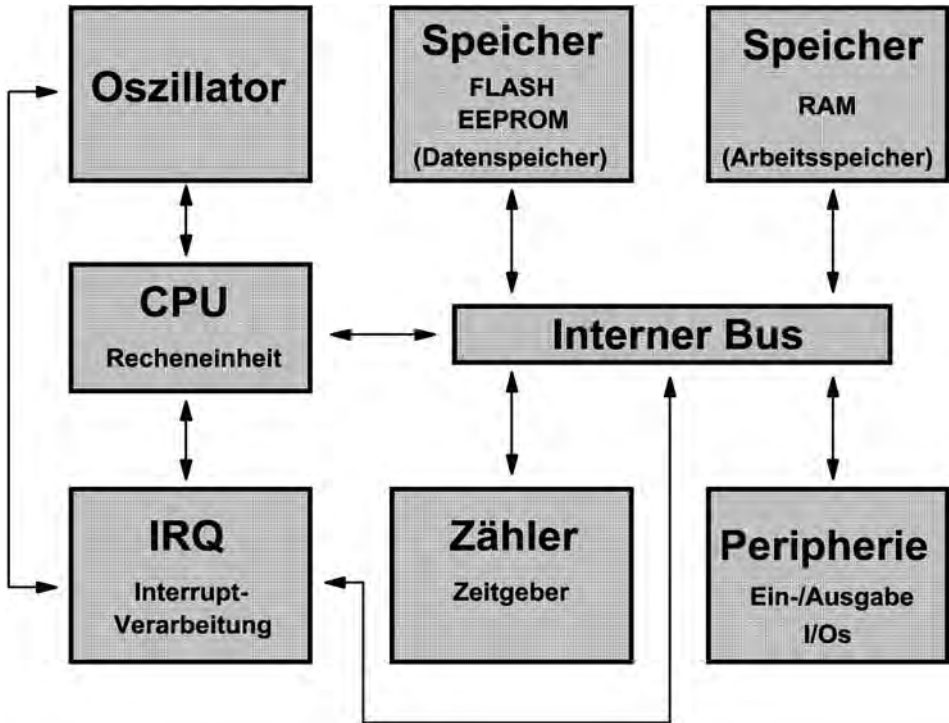 Oszillator
Speicher
FLASH
EEPROM
(Datenspeicher)
Speicher
RAM
(Arbeitsspeicher)
CPU
Recheneinheit
Interner Bus
IRQ
Interrupt-
Verarbeitung
Zähler
Zeitgeber
Peripherie
Ein-/Ausgabe
I/Os